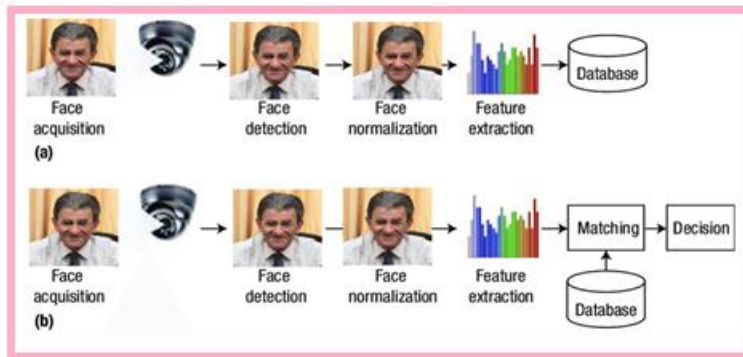 Face acquisition
Face detection
Face normalization
Feature extraction
Database
(a)
Face acquisition
Face detection
Face normalization
Feature extraction
Matching
Decision
Database
(b)